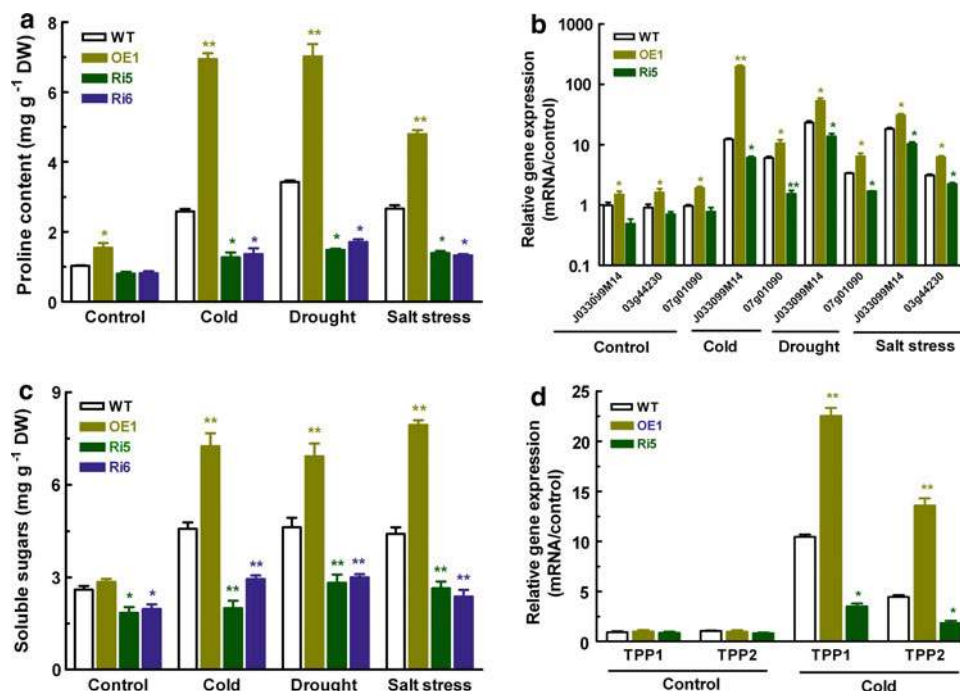 a
Proline content (mg g⁻¹ DW)
8
6
4
2
0
WT
OE1
Ri5
Ri6
*
**
*
*
**
*
*
**
*
*
Control Cold Drought Salt stress
b
Relative gene expression
(mRNA/control)
1000
100
10
1
0.1
WT
OE1
Ri5
*
*
*
**
*
*
**
*
*
*
*
*
*
*
*
J033099M14
03g44230
07g01090
J033099M14
07g01090
J033099M14
07g01090
J033099M14
03g44230
Control Cold Drought Salt stress
c
Soluble sugars (mg g⁻¹ DW)
9
6
3
0
WT
OE1
Ri5
Ri6
*
*
**
**
**
**
**
**
**
**
**
Control Cold Drought Salt stress
d
Relative gene expression
(mRNA/control)
25
20
15
10
5
0
WT
OE1
Ri5
**
*
**
*
TPP1 TPP2 TPP1 TPP2
Control Cold